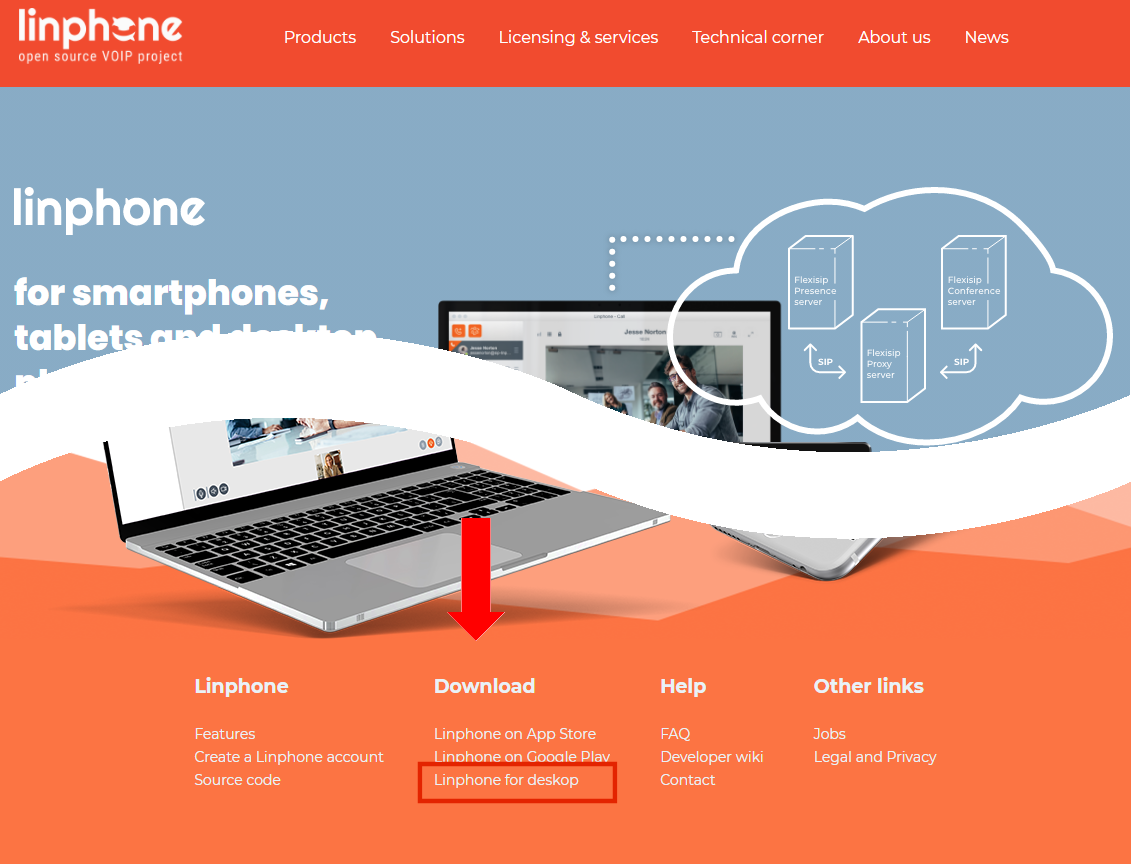 linphone
open source VOIP project
Products Solutions Licensing & services Technical corner About us News
linphone
for smartphones,
tablets and desktop
Linphone - Call
Jesse Norton
Jesse Norton
Flexisip
Presence
server
Flexisip
Conference
server
Flexisip
Proxy
server
SIP
SIP
Linphone
Features
Create a Linphone account
Source code
Download
Linphone on App Store
Linphone on Google Play
Linphone for deskop
Help
FAQ
Developer wiki
Contact
Other links
Jobs
Legal and Privacy